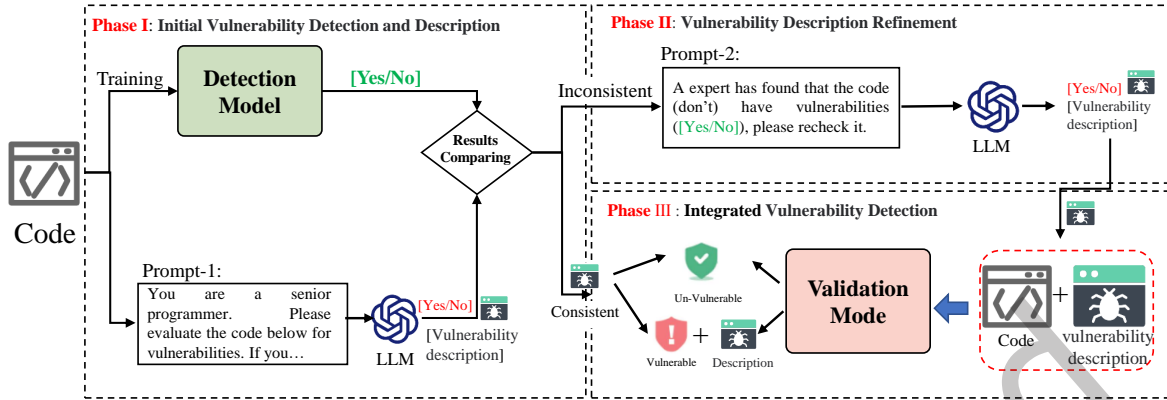 Phase I: Initial Vulnerability Detection and Description
Training
Detection
Model
[Yes/No]
Results
Comparing
Code
Prompt-1:
You are a senior
programmer. Please
evaluate the code below for
vulnerabilities. If you…
LLM
[Yes/No]
[Vulnerability
description]
Inconsistent
Consistent
Phase II: Vulnerability Description Refinement
Prompt-2:
A expert has found that the code
(don't) have vulnerabilities
([Yes/No]), please recheck it.
LLM
[Yes/No]
[Vulnerability
description]
Phase III : Integrated Vulnerability Detection
Un-Vulnerable
Vulnerable
+
Description
Validation
Mode
Code
+
vulnerability
description